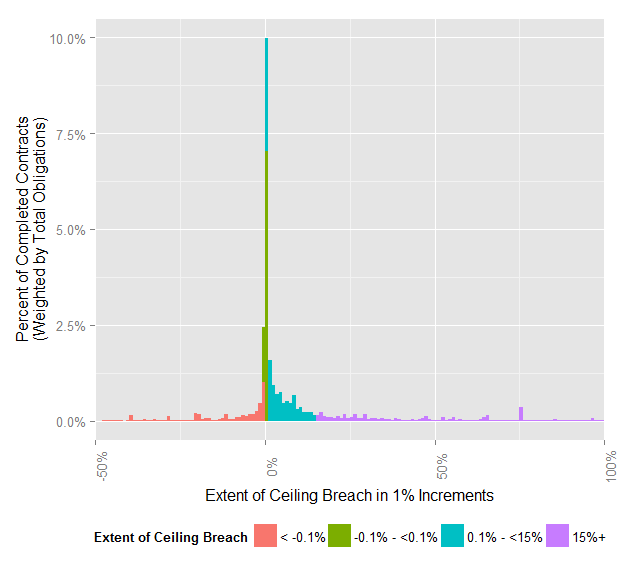 Percent of Completed Contracts
(Weighted by Total Obligations)
10.0%
7.5%
5.0%
2.5%
0.0%
-50%
0%
50%
100%
Extent of Ceiling Breach in 1% Increments
Extent of Ceiling Breach < -0.1% -0.1% - <0.1% 0.1% - <15% 15%+